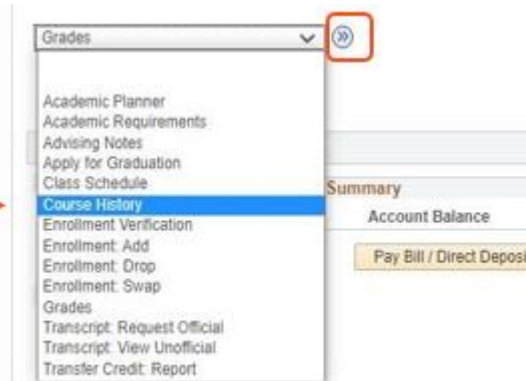 Grades
Academic Planner
Academic Requirements
Advising Notes
Apply for Graduation
Class Schedule
Course History
Enrollment Verification
Enrollment: Add
Enrollment: Drop
Enrollment: Swap
Grades
Transcript: Request Official
Transcript: View Unofficial
Transfer Credit: Report
Summary
Account Balance
Pay Bill / Direct Deposi